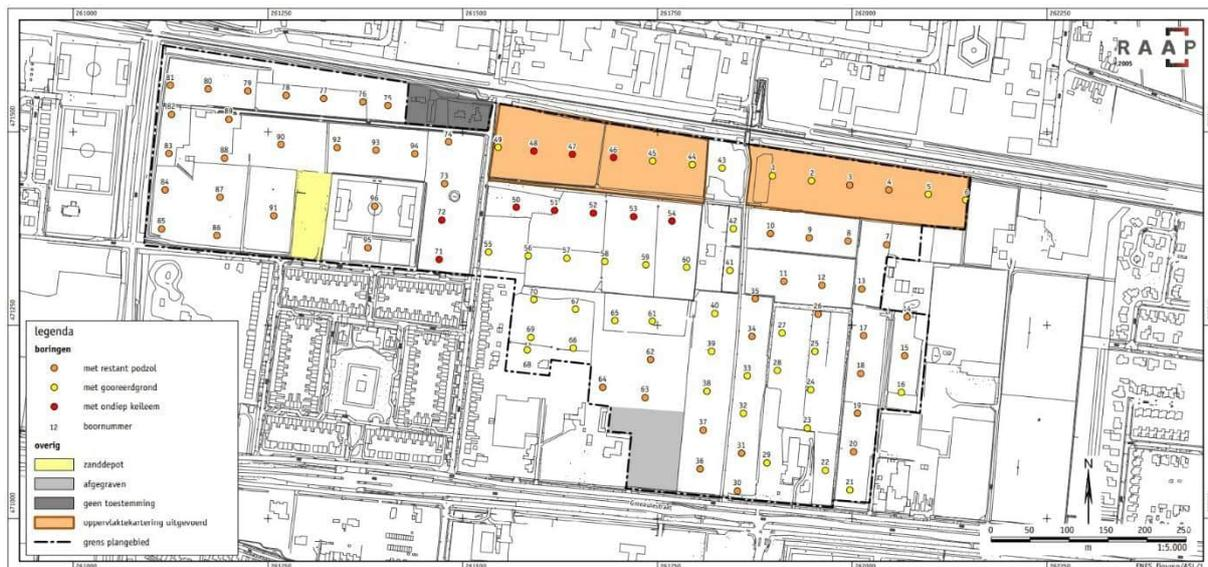 261000 261250 261500 261750 262000 262250
RAAP
2005
471500
471250
471000
81 80 79 78 77 76 75
82 89 90 92 93 94 74
83 88 84 87 91 96 73
85 86 95 72 71
49 48 47 46 45 44 43
1 2 3 4 5 6
50 51 52 53 54 42 10 9 8 7
55 56 57 58 59 60 41 11 12 13
70 67 65 61 40 35 26
69 68 66 62 39 34 27 25 17 15
64 63 38 33 28 24 18 16
37 32 23 19
36 31 29 22 20
30 21
legenda
boringen
met restant podzol
met gooreerdgrond
met ondiep keileem
12 boornummer
overig
zanddepot
afgegraven
geen toestemming
oppervlaktekartering uitgevoerd
grens plangebied
N
0 50 100 150 200 250
m
1:5.000
261000 261250 261500 261750 262000 262250